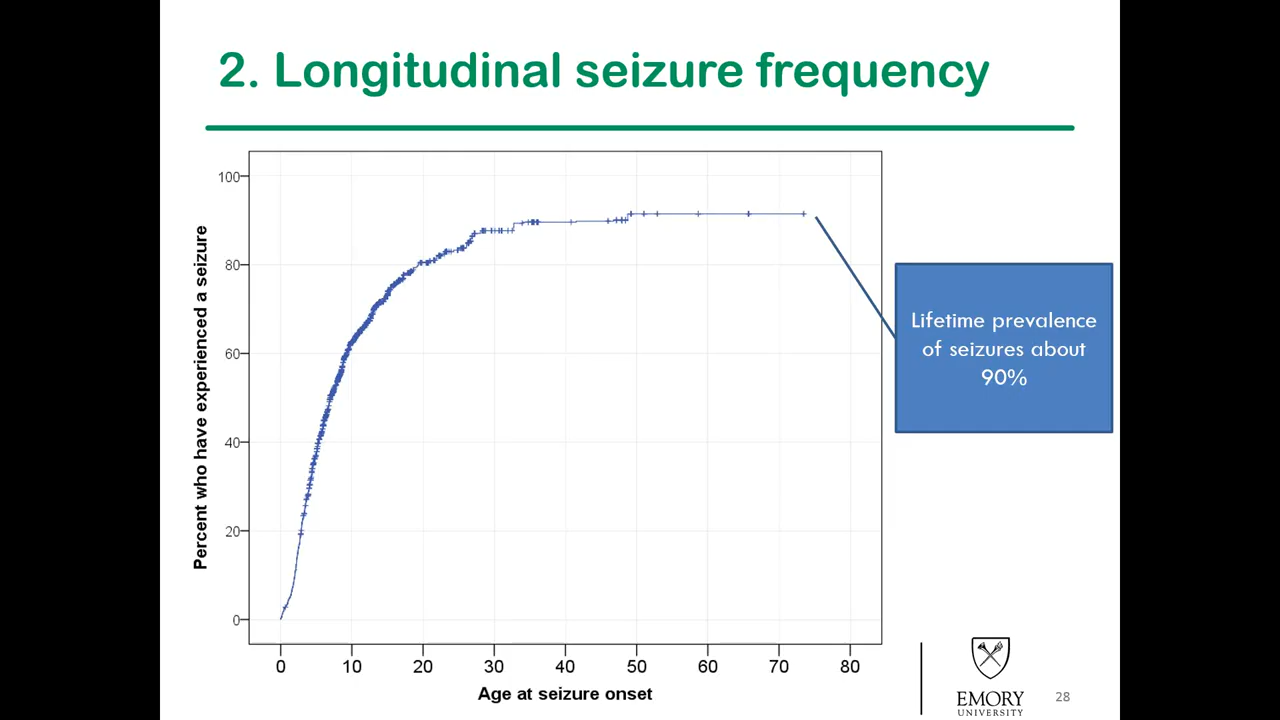 2. Longitudinal seizure frequency
Percent who have experienced a seizure
100
80
60
40
20
0
0 10 20 30 40 50 60 70 80
Age at seizure onset
Lifetime prevalence
of seizures about
90%
EMORY
UNIVERSITY
28